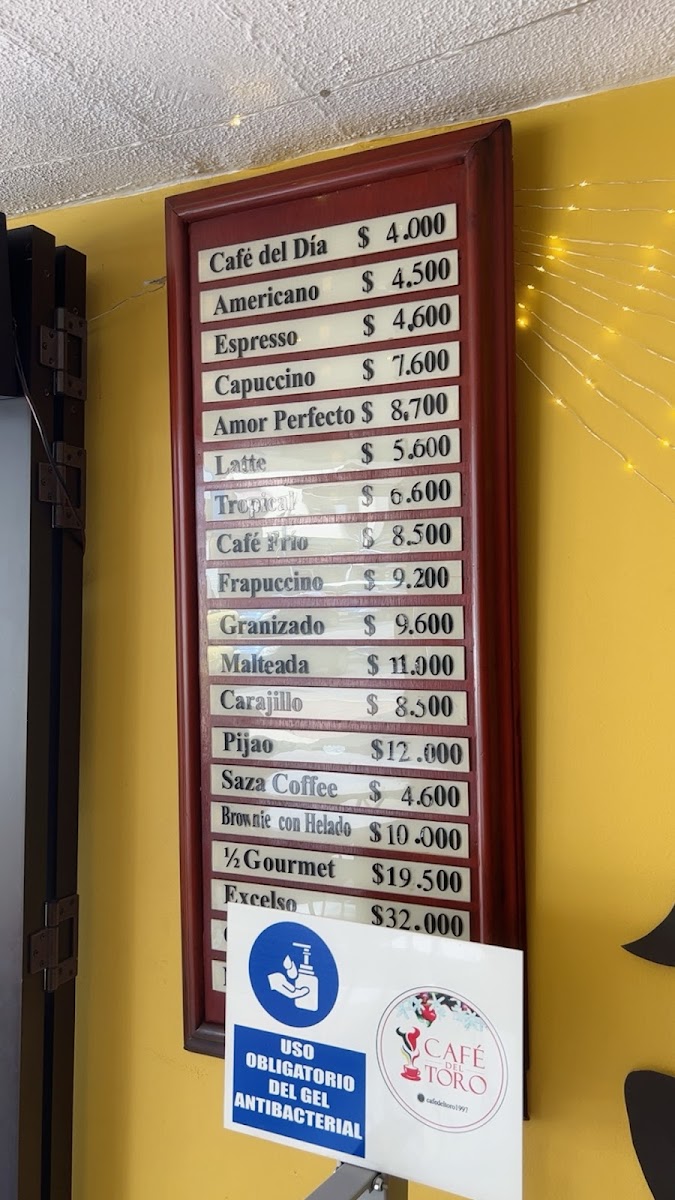 Café del Día $ 4.000
Americano $ 4.500
Espresso $ 4,600
Capuccino $ 7.600
Amor Perfecto $ 8.700
Latte $ 5.600
Tropical $ 6.600
Café Frío $ 8.500
Frapuccino $ 9.200
Granizado $ 9.600
Malteada $ 11.000
Carajillo $ 8.500
Pijao $12.000
Saza Coffee $ 4.600
Brownie con Helado $10.000
½ Gourmet $19.500
Excelso $32.000
USO
OBLIGATORIO
DEL GEL
ANTIBACTERIAL
CAFÉ
DEL
TORO
cafedeltoro1997